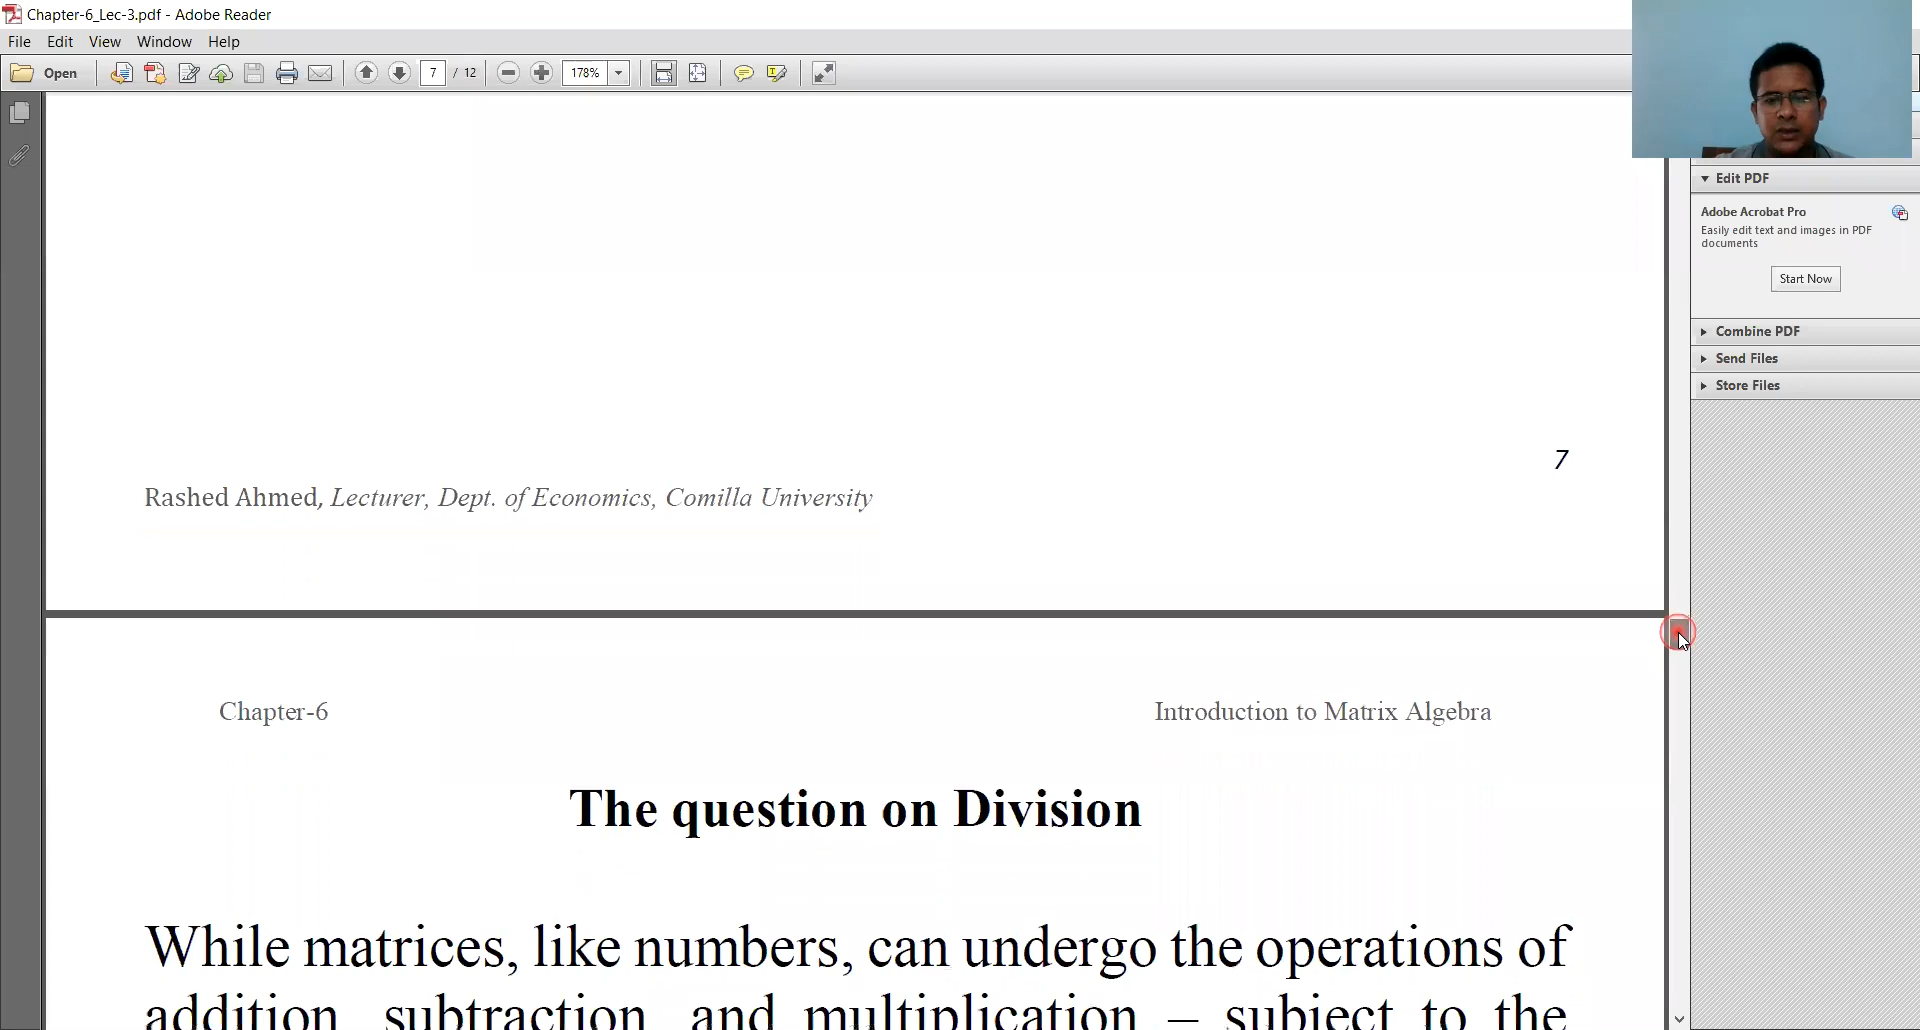 Chapter-6_Lec-3.pdf - Adobe Reader
File Edit View Window Help
Open 7 / 12 178%
Edit PDF
Adobe Acrobat Pro
Easily edit text and images in PDF
documents
Start Now
Combine PDF
Send Files
Store Files
7
Rashed Ahmed, Lecturer, Dept. of Economics, Comilla University
Chapter-6 Introduction to Matrix Algebra
The question on Division
While matrices, like numbers, can undergo the operations of
addition, subtraction, and multiplication – subject to the